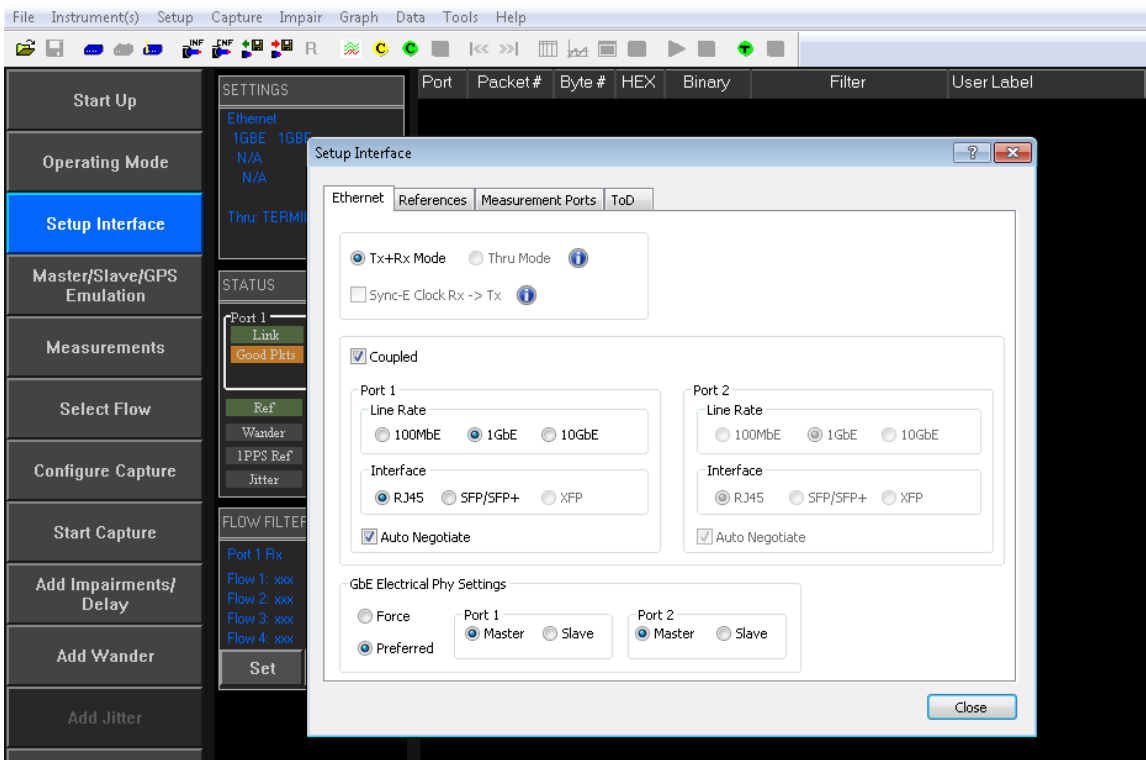 File Instrument(s) Setup Capture Impair Graph Data Tools Help
INF INF R C C T
Start Up
Operating Mode
Setup Interface
Master/Slave/GPS
Emulation
Measurements
Select Flow
Configure Capture
Start Capture
Add Impairments/
Delay
Add Wander
Add Jitter
SETTINGS
Ethernet
1GBE 1GBE
N/A
N/A
Thru: TERMI
STATUS
Port 1
Link
Good Pkts
Ref
Wander
1PPS Ref
Jitter
FLOW FILTER
Port 1 Rx
Flow 1: xxx
Flow 2: xxx
Flow 3: xxx
Flow 4: xxx
Set
Port Packet # Byte # HEX Binary Filter User Label
Setup Interface
Ethernet References Measurement Ports ToD
Tx+Rx Mode Thru Mode
Sync-E Clock Rx -> Tx
Coupled
Port 1
Line Rate
100MbE 1GbE 10GbE
Interface
RJ45 SFP/SFP+ XFP
Auto Negotiate
Port 2
Line Rate
100MbE 1GbE 10GbE
Interface
RJ45 SFP/SFP+ XFP
Auto Negotiate
GbE Electrical Phy Settings
Force
Preferred
Port 1
Master Slave
Port 2
Master Slave
Close